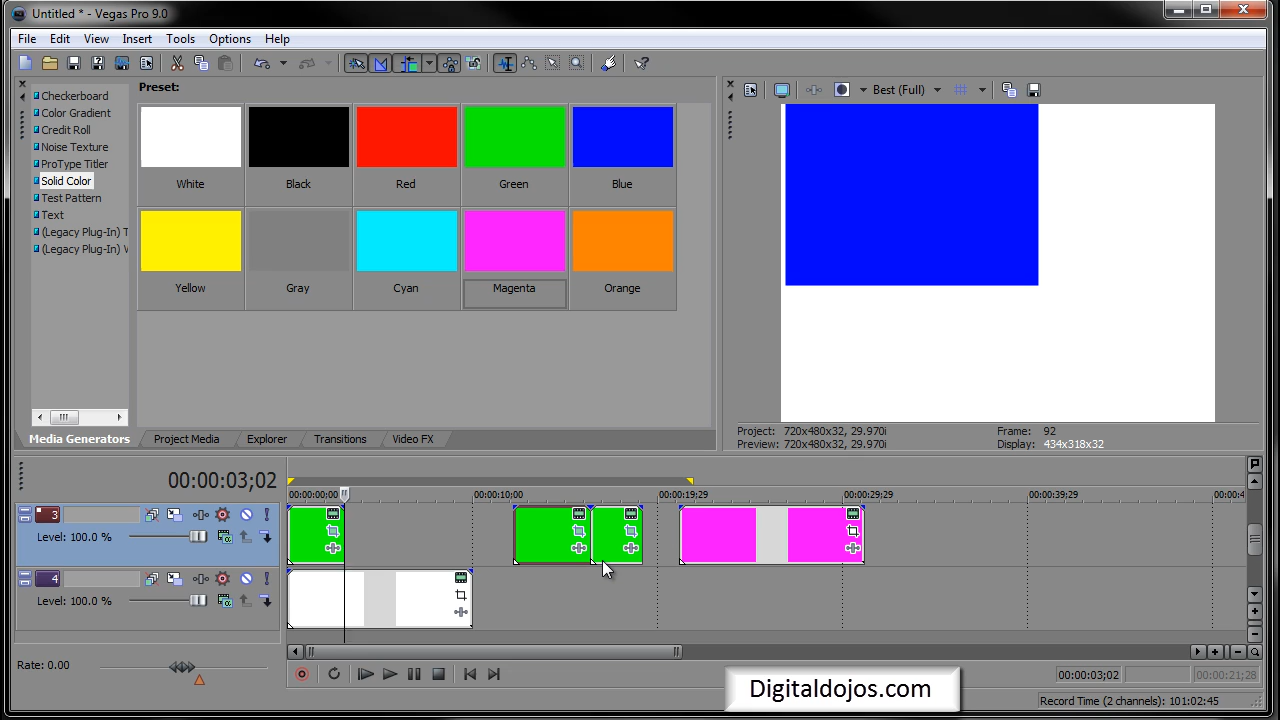 Untitled * - Vegas Pro 9.0
File Edit View Insert Tools Options Help
Preset:
Checkerboard
Color Gradient
Credit Roll
Noise Texture
ProType Titler
Solid Color
Test Pattern
Text
(Legacy Plug-In) T
(Legacy Plug-In) V
White Black Red Green Blue
Yellow Gray Cyan Magenta Orange
Best (Full)
Media Generators Project Media Explorer Transitions Video FX
Project: 720x480x32, 29.970i Frame: 92
Preview: 720x480x32, 29.970i Display: 434x318x32
00:00:03;02
00:00:00;00 00:00:10;00 00:00:19;29 00:00:29;29 00:00:39;29 00:00:4
3
Level: 100.0 %
4
Level: 100.0 %
Rate: 0.00
00:00:03;02 00:00:21;28
Digitaldojos.com
Record Time (2 channels): 101:02:45